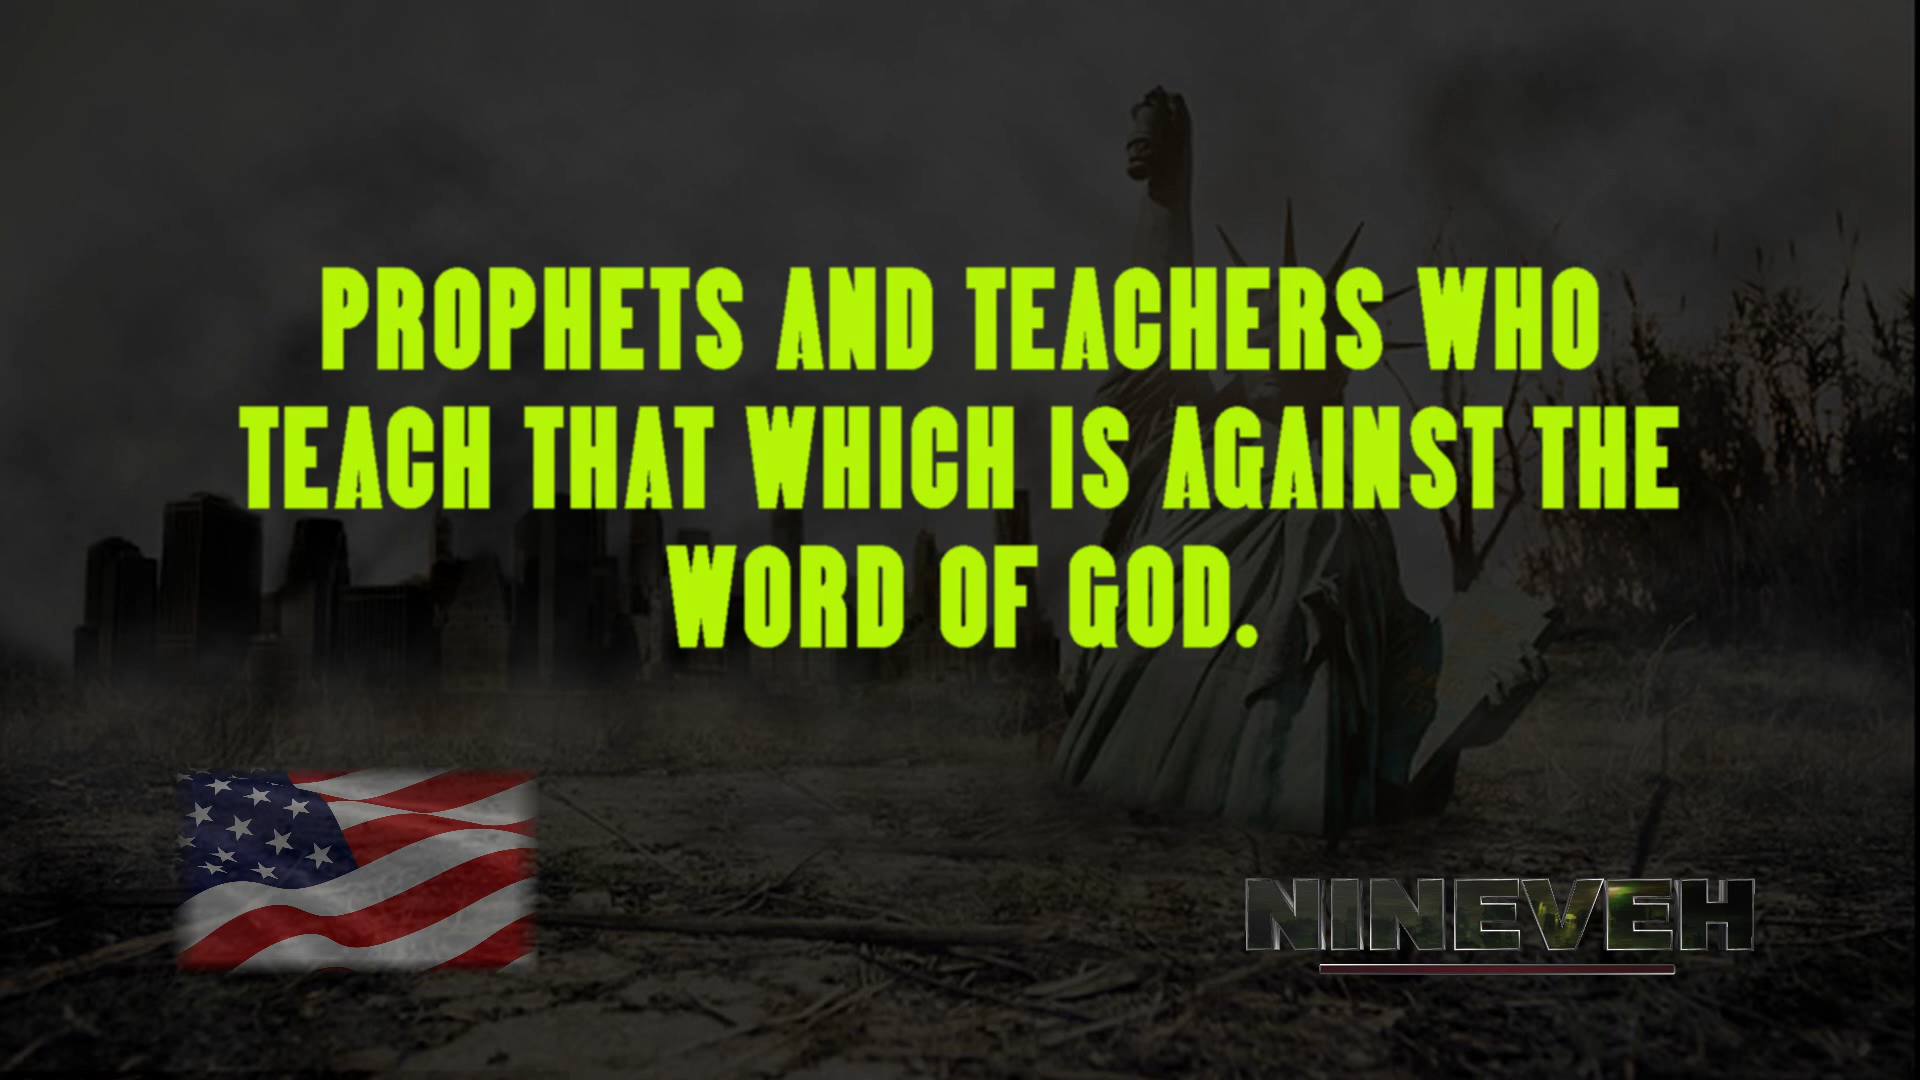 PROPHETS AND TEACHERS WHO
TEACH THAT WHICH IS AGAINST THE
WORD OF GOD.
NINEVEH